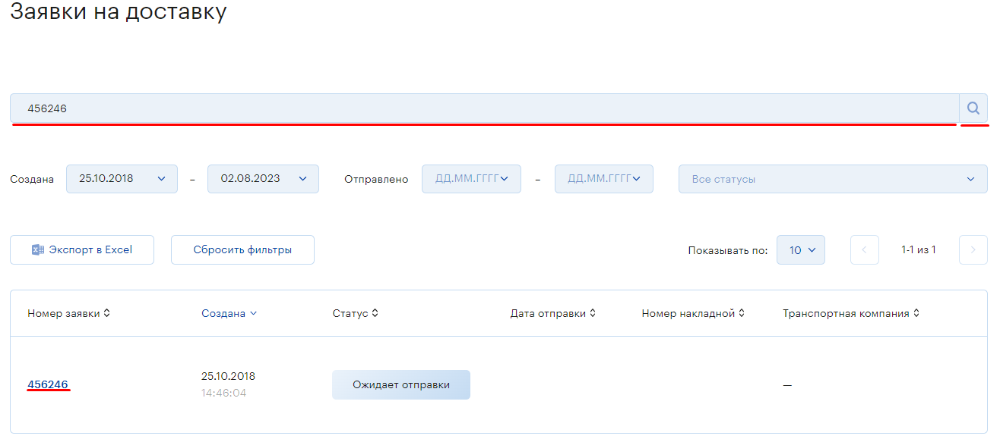 Заявки на доставку
456246
Создана 25.10.2018 – 02.08.2023 Отправлено ДД.ММ.ГГГГ – ДД.ММ.ГГГГ Все статусы
Экспорт в Excel Сбросить фильтры Показывать по: 10 1-1 из 1
Номер заявки Создана Статус Дата отправки Номер накладной Транспортная компания
456246 25.10.2018 Ожидает отправки —
14:46:04